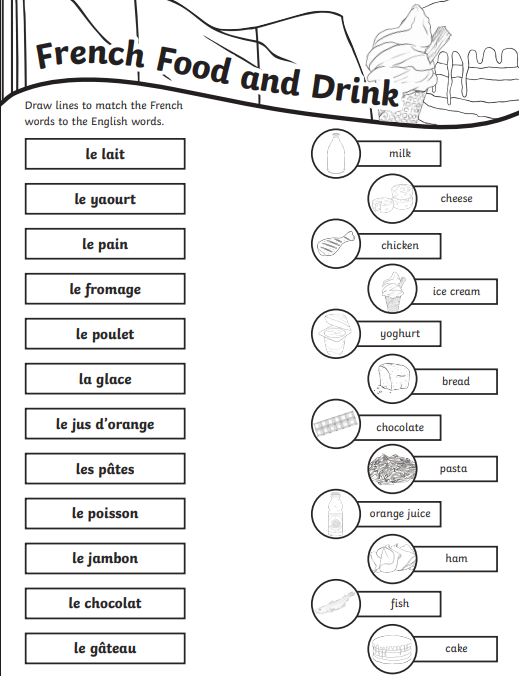 French Food and Drink
Draw lines to match the French
words to the English words.
le lait
le yaourt
le pain
le fromage
le poulet
la glace
le jus d'orange
les pâtes
le poisson
le jambon
le chocolat
le gâteau
milk
cheese
chicken
ice cream
yoghurt
bread
chocolate
pasta
orange juice
ham
fish
cake